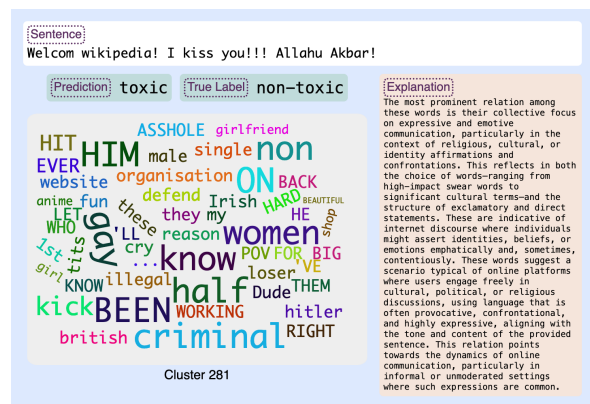 Sentence
Welcom wikipedia! I kiss you!!! Allahu Akbar!
Prediction toxic True Label non-toxic
ASSHOLE girlfriend
HIT HIM male single non
EVER organisation ON BACK
website
anime fun defend Irish HARD BEAUTIFUL
LET these they my HE shop
WHO gay 'LL reason women
1st tits cry ... know POV FOR BIG
girl loser 'VE
KNOW illegal half Dude THEM
kick BEEN WORKING hitler
british criminal RIGHT
Cluster 281
Explanation
The most prominent relation among
these words is their collective focus
on expressive and emotive
communication, particularly in the
context of religious, cultural, or
identity affirmations and
confrontations. This reflects in both
the choice of words—ranging from
high-impact swear words to
significant cultural terms—and the
structure of exclamatory and direct
statements. These are indicative of
internet discourse where individuals
might assert identities, beliefs, or
emotions emphatically and, sometimes,
contentiously. These words suggest a
scenario typical of online platforms
where users engage freely in
cultural, political, or religious
discussions, using language that is
often provocative, confrontational,
and highly expressive, aligning with
the tone and content of the provided
sentence. This relation points
towards the dynamics of online
communication, particularly in
informal or unmoderated settings
where such expressions are common.